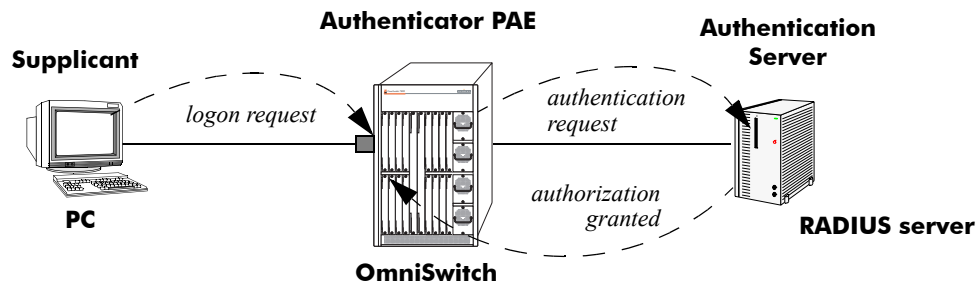 Authenticator PAE
Authentication
Server
Supplicant
logon request
authentication
request
authorization
granted
PC
RADIUS server
OmniSwitch